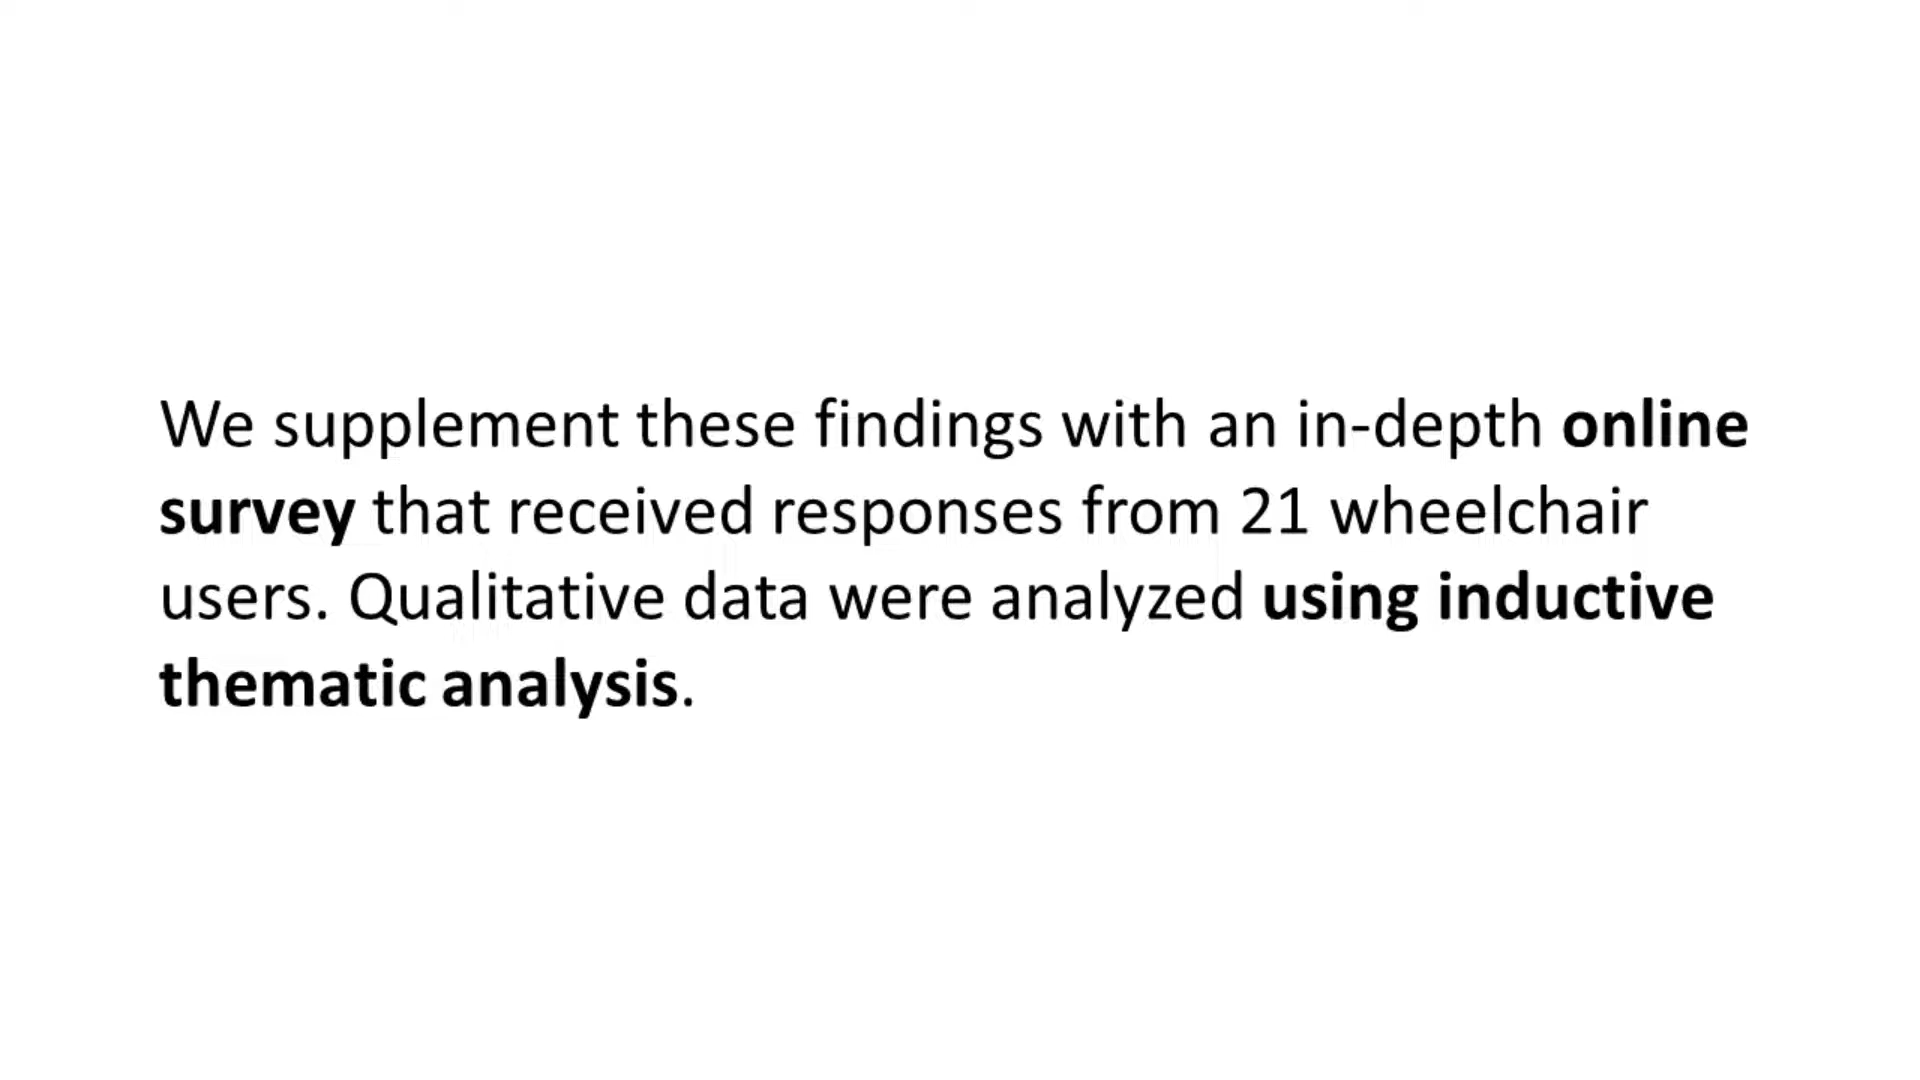 We supplement these findings with an in-depth online
survey that received responses from 21 wheelchair
users. Qualitative data were analyzed using inductive
thematic analysis.